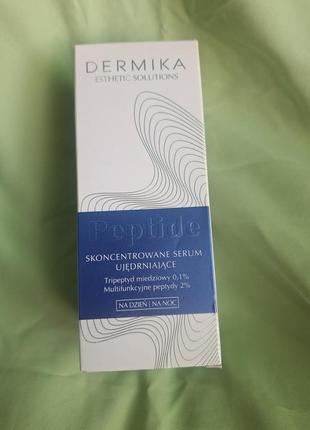 DERMIKA
ESTHETIC SOLUTIONS
Peptide
SKONCENTROWANE SERUM
UJĘDRNIAJĄCE
Tripeptyd miedziowy 0,1%
Multifunkcyjne peptydy 2%
NA DZIEŃ | NA NOC